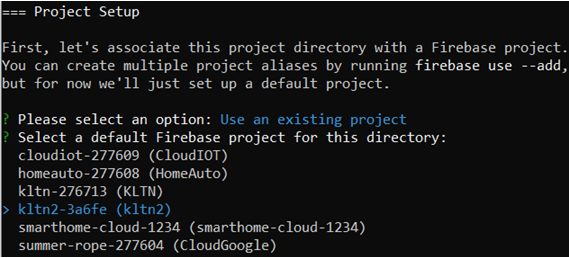 === Project Setup
First, let's associate this project directory with a Firebase project.
You can create multiple project aliases by running firebase use --add,
but for now we'll just set up a default project.
? Please select an option: Use an existing project
? Select a default Firebase project for this directory:
cloudiot-277609 (CloudIOT)
homeauto-277608 (HomeAuto)
kltn-276713 (KLTN)
> kltn2-3a6fe (kltn2)
smarthome-cloud-1234 (smarthome-cloud-1234)
summer-rope-277604 (CloudGoogle)